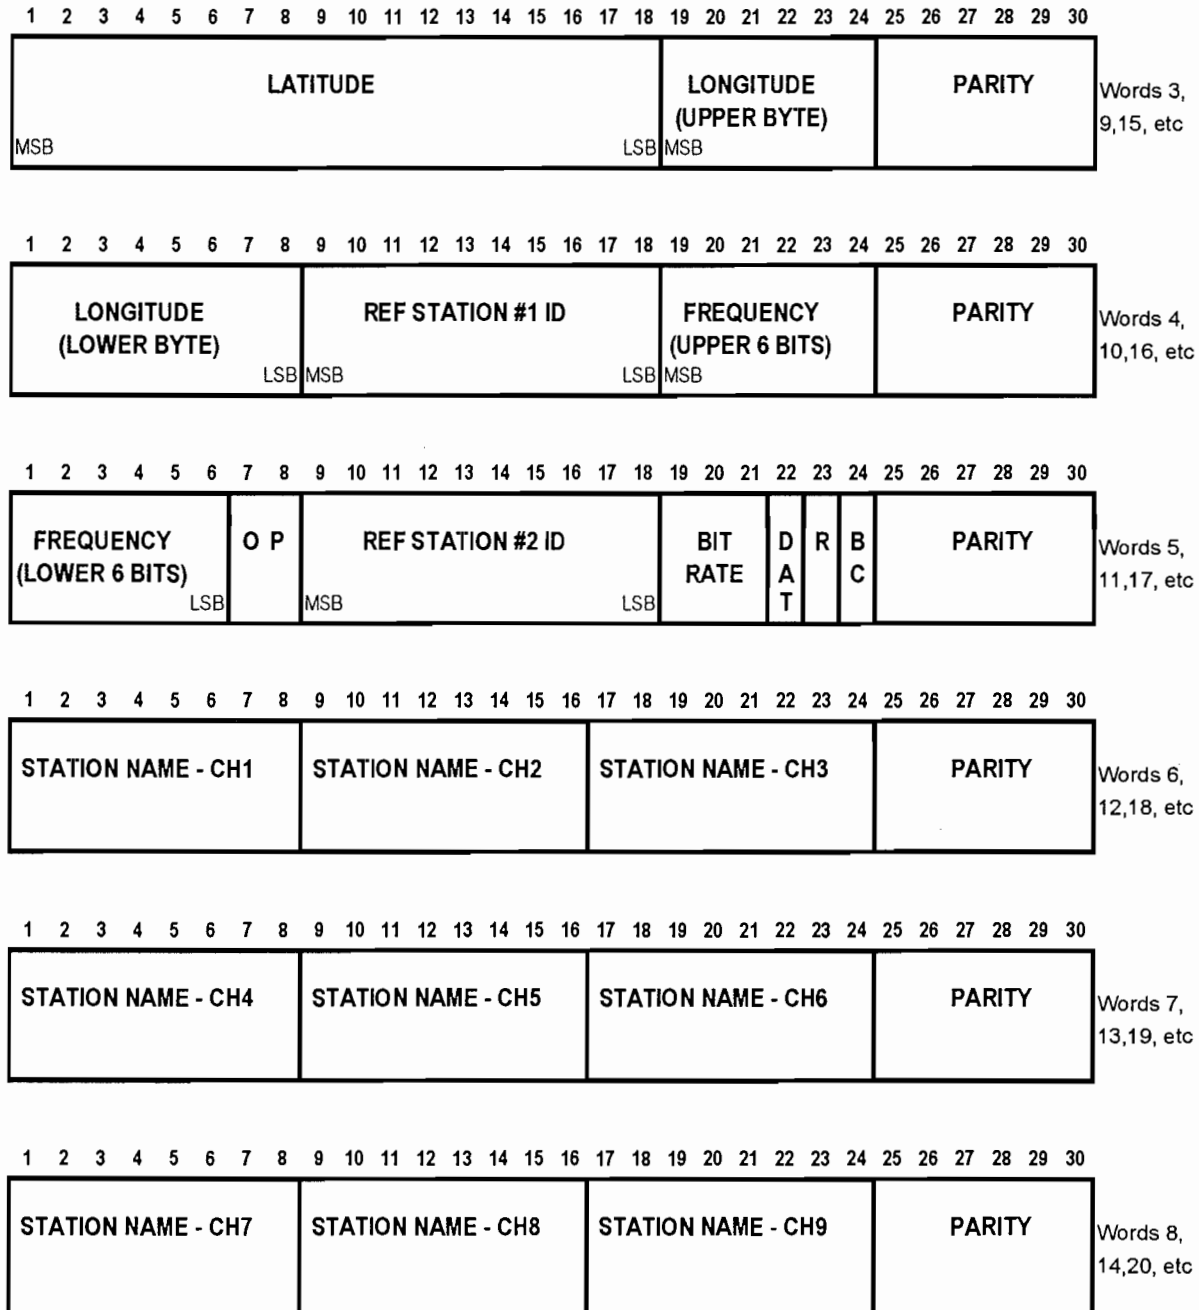 1 2 3 4 5 6 7 8 9 10 11 12 13 14 15 16 17 18 19 20 21 22 23 24 25 26 27 28 29 30
LATITUDE LONGITUDE PARITY Words 3,
(UPPER BYTE) 9,15, etc
MSB LSB MSB
1 2 3 4 5 6 7 8 9 10 11 12 13 14 15 16 17 18 19 20 21 22 23 24 25 26 27 28 29 30
LONGITUDE REF STATION #1 ID FREQUENCY PARITY Words 4,
(LOWER BYTE) (UPPER 6 BITS) 10,16, etc
LSB MSB LSB MSB
1 2 3 4 5 6 7 8 9 10 11 12 13 14 15 16 17 18 19 20 21 22 23 24 25 26 27 28 29 30
FREQUENCY O P REF STATION #2 ID BIT D R B PARITY Words 5,
(LOWER 6 BITS) RATE A C 11,17, etc
LSB MSB LSB T
1 2 3 4 5 6 7 8 9 10 11 12 13 14 15 16 17 18 19 20 21 22 23 24 25 26 27 28 29 30
STATION NAME - CH1 STATION NAME - CH2 STATION NAME - CH3 PARITY Words 6,
12,18, etc
1 2 3 4 5 6 7 8 9 10 11 12 13 14 15 16 17 18 19 20 21 22 23 24 25 26 27 28 29 30
STATION NAME - CH4 STATION NAME - CH5 STATION NAME - CH6 PARITY Words 7,
13,19, etc
1 2 3 4 5 6 7 8 9 10 11 12 13 14 15 16 17 18 19 20 21 22 23 24 25 26 27 28 29 30
STATION NAME - CH7 STATION NAME - CH8 STATION NAME - CH9 PARITY Words 8,
14,20, etc